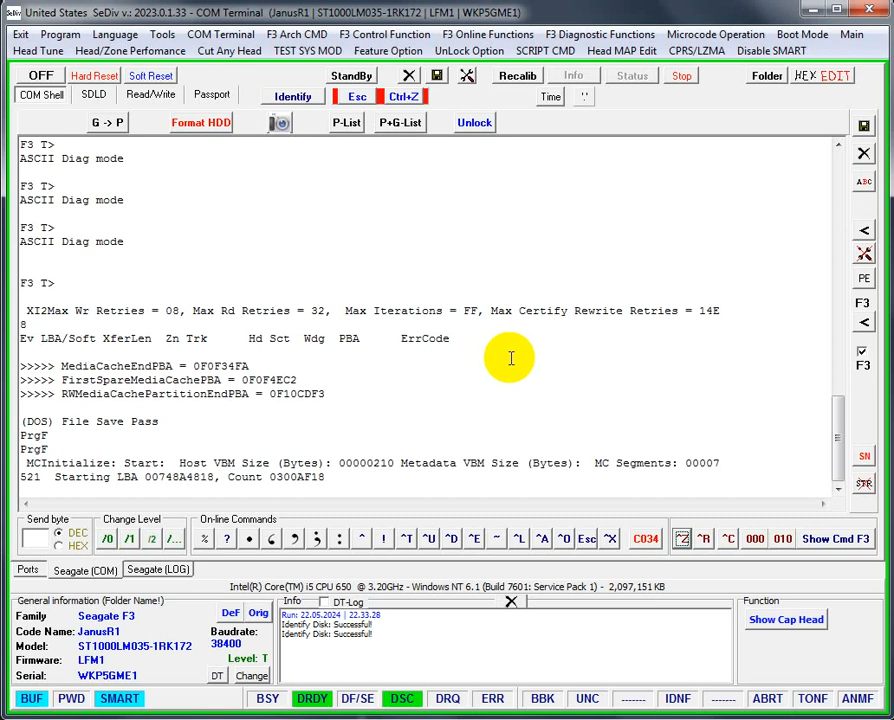 United States SeDiv v.: 2023.0.1.33 - COM Terminal (JanusR1 | ST1000LM035-1RK172 | LFM1 | WKP5GME1)
Exit Program Language Tools COM Terminal F3 Arch CMD F3 Control Function F3 Online Functions F3 Diagnostic Functions Microcode Operation Boot Mode Main
Head Tune Head/Zone Perfomance Cut Any Head TEST SYS MOD Feature Option UnLock Option SCRIPT CMD Head MAP Edit CPRS/LZMA Disable SMART
OFF Hard Reset Soft Reset StandBy Recalib Info Status Stop Folder HEX EDIT
COM Shell SDLD Read/Write Passport Identify Esc Ctrl+Z Time
G -> P Format HDD P-List P+G-List Unlock
F3 T>
ASCII Diag mode
F3 T>
ASCII Diag mode
F3 T>
ASCII Diag mode
F3 T>
XI2Max Wr Retries = 08, Max Rd Retries = 32, Max Iterations = FF, Max Certify Rewrite Retries = 14E
8
Ev LBA/Soft XferLen Zn Trk Hd Sct Wdg PBA ErrCode
>>>>> MediaCacheEndPBA = 0F0F34FA
>>>>> FirstSpareMediaCachePBA = 0F0F4EC2
>>>>> RWMediaCachePartitionEndPBA = 0F10CDF3
(DOS) File Save Pass
PrgF
PrgF
MCInitialize: Start: Host VBM Size (Bytes): 00000210 Metadata VBM Size (Bytes): MC Segments: 00007
521 Starting LBA 00748A4818, Count 0300AF18
ABC
<
PE
F3
<
F3
SN
STR
Send byte Change Level On-line Commands
DEC
HEX
/0 /1 /2 /... % ? • ; : ^ ! ^T ^U ^D ^E ~ ^L ^A ^O Esc ^X C034 ^Z ^R ^C 000 010 Show Cmd F3
Ports Seagate (COM) Seagate (LOG)
Intel(R) Core(TM) i5 CPU 650 @ 3.20GHz - Windows NT 6.1 (Build 7601: Service Pack 1) - 2,097,151 KB
General information (Folder Name!)
Family Seagate F3
Code Name: JanusR1
Model: ST1000LM035-1RK172
Firmware: LFM1
Serial: WKP5GME1
DeF Orig
Baudrate:
38400
Level: T
DT Change
Info DT-Log
Run: 22.05.2024 | 22.33.28
Identify Disk: Successful!
Identify Disk: Successful!
Function
Show Cap Head
BUF PWD SMART BSY DRDY DF/SE DSC DRQ ERR BBK UNC ------- IDNF ------- ABRT TONF ANMF